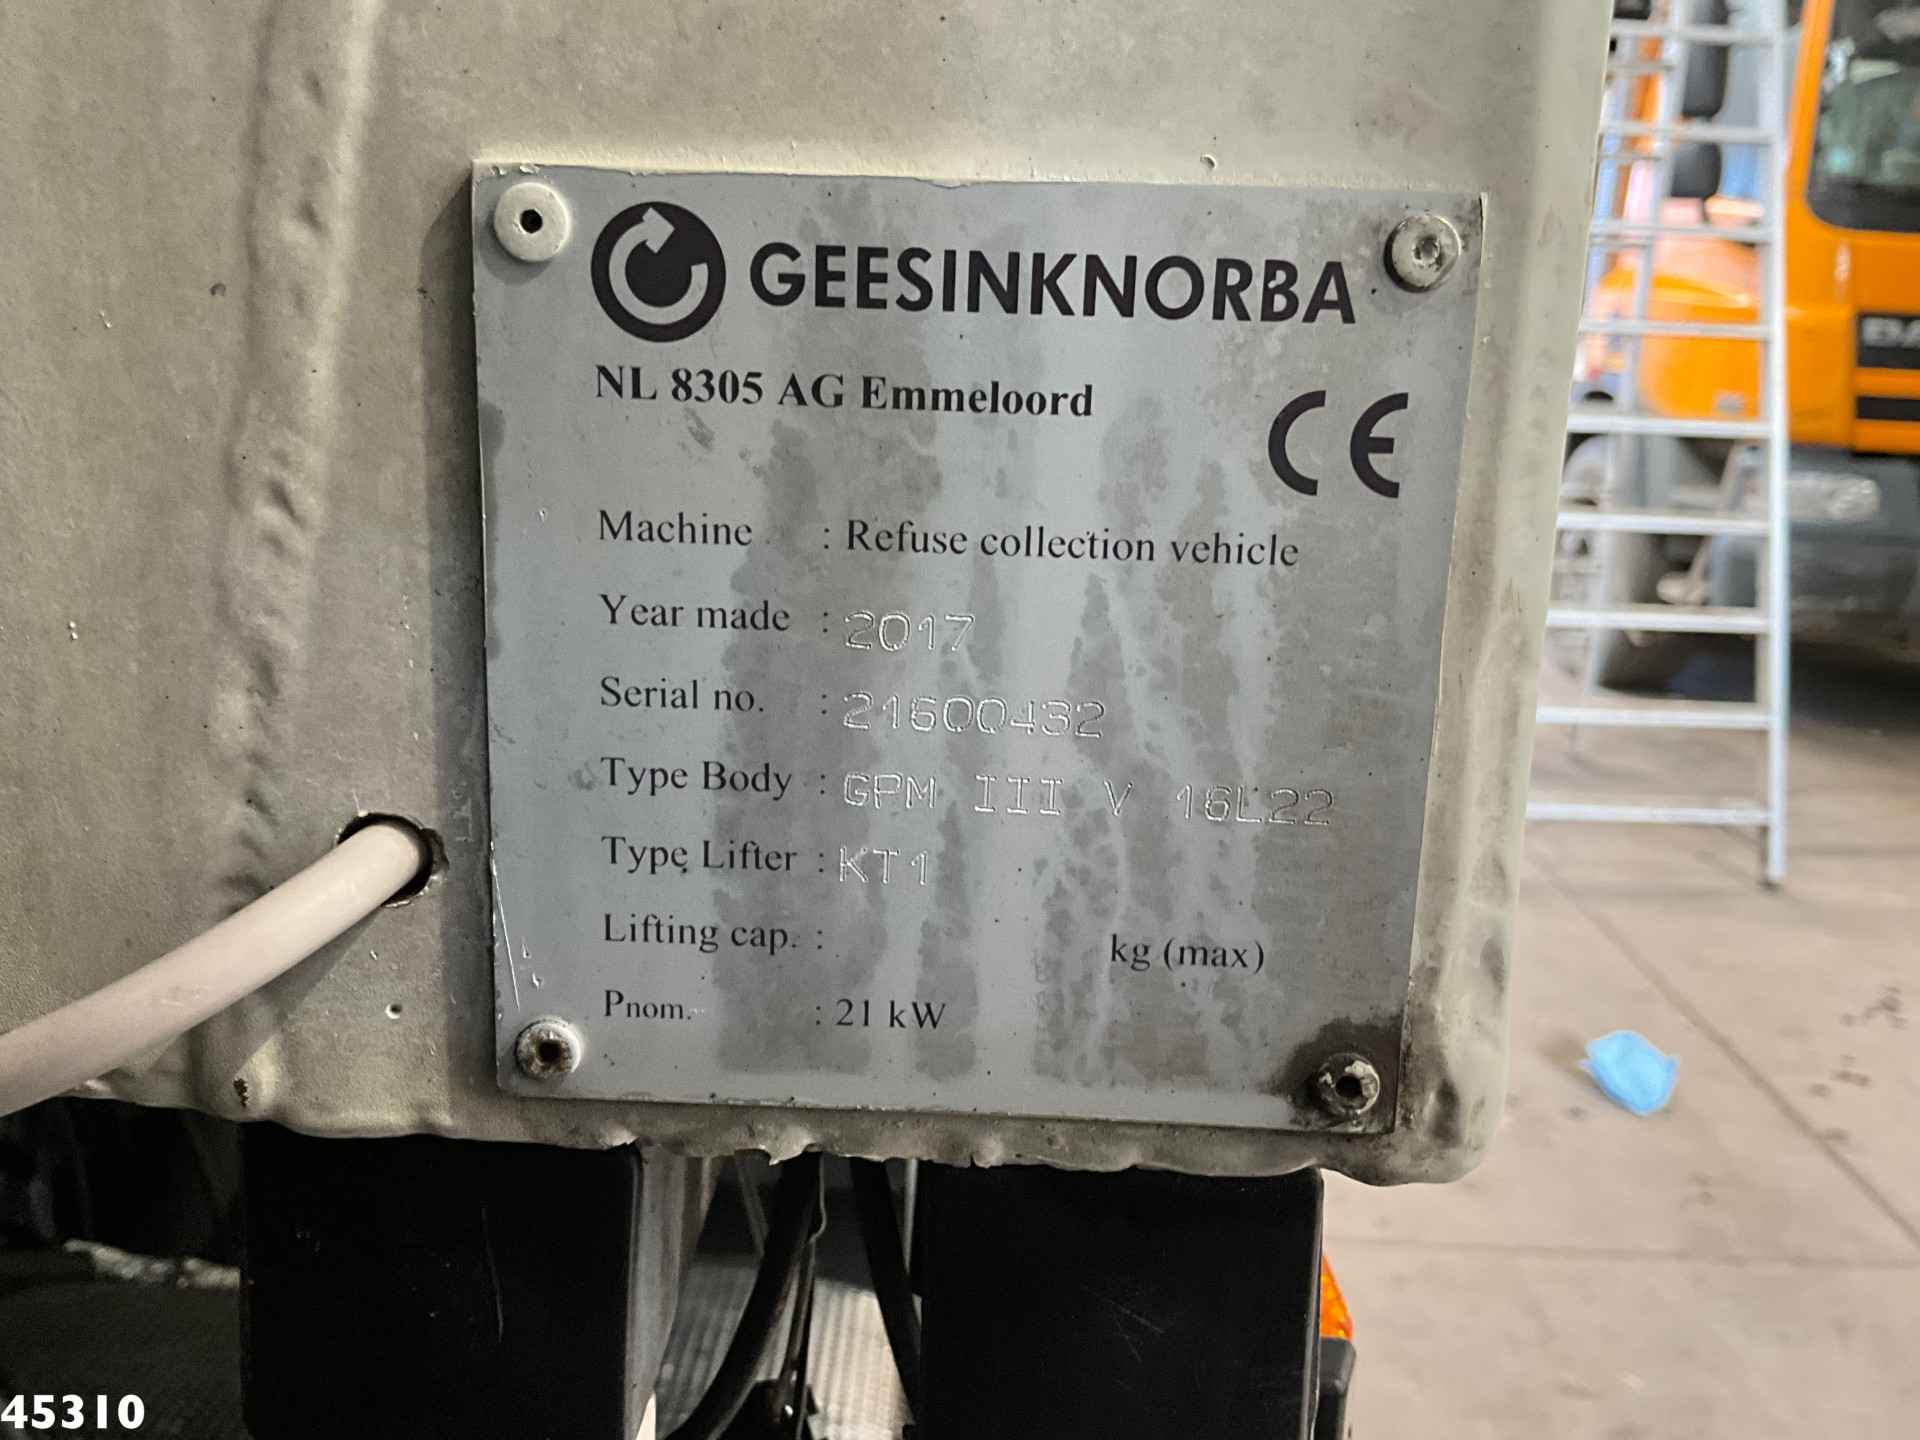 GEESINKNORBA
NL 8305 AG Emmeloord
CE
Machine : Refuse collection vehicle
Year made : 2017
Serial no. : 21600432
Type Body : GPM III V 16L22
Type Lifter : KT1
Lifting cap. : kg (max)
Pnom. : 21 kW
45310